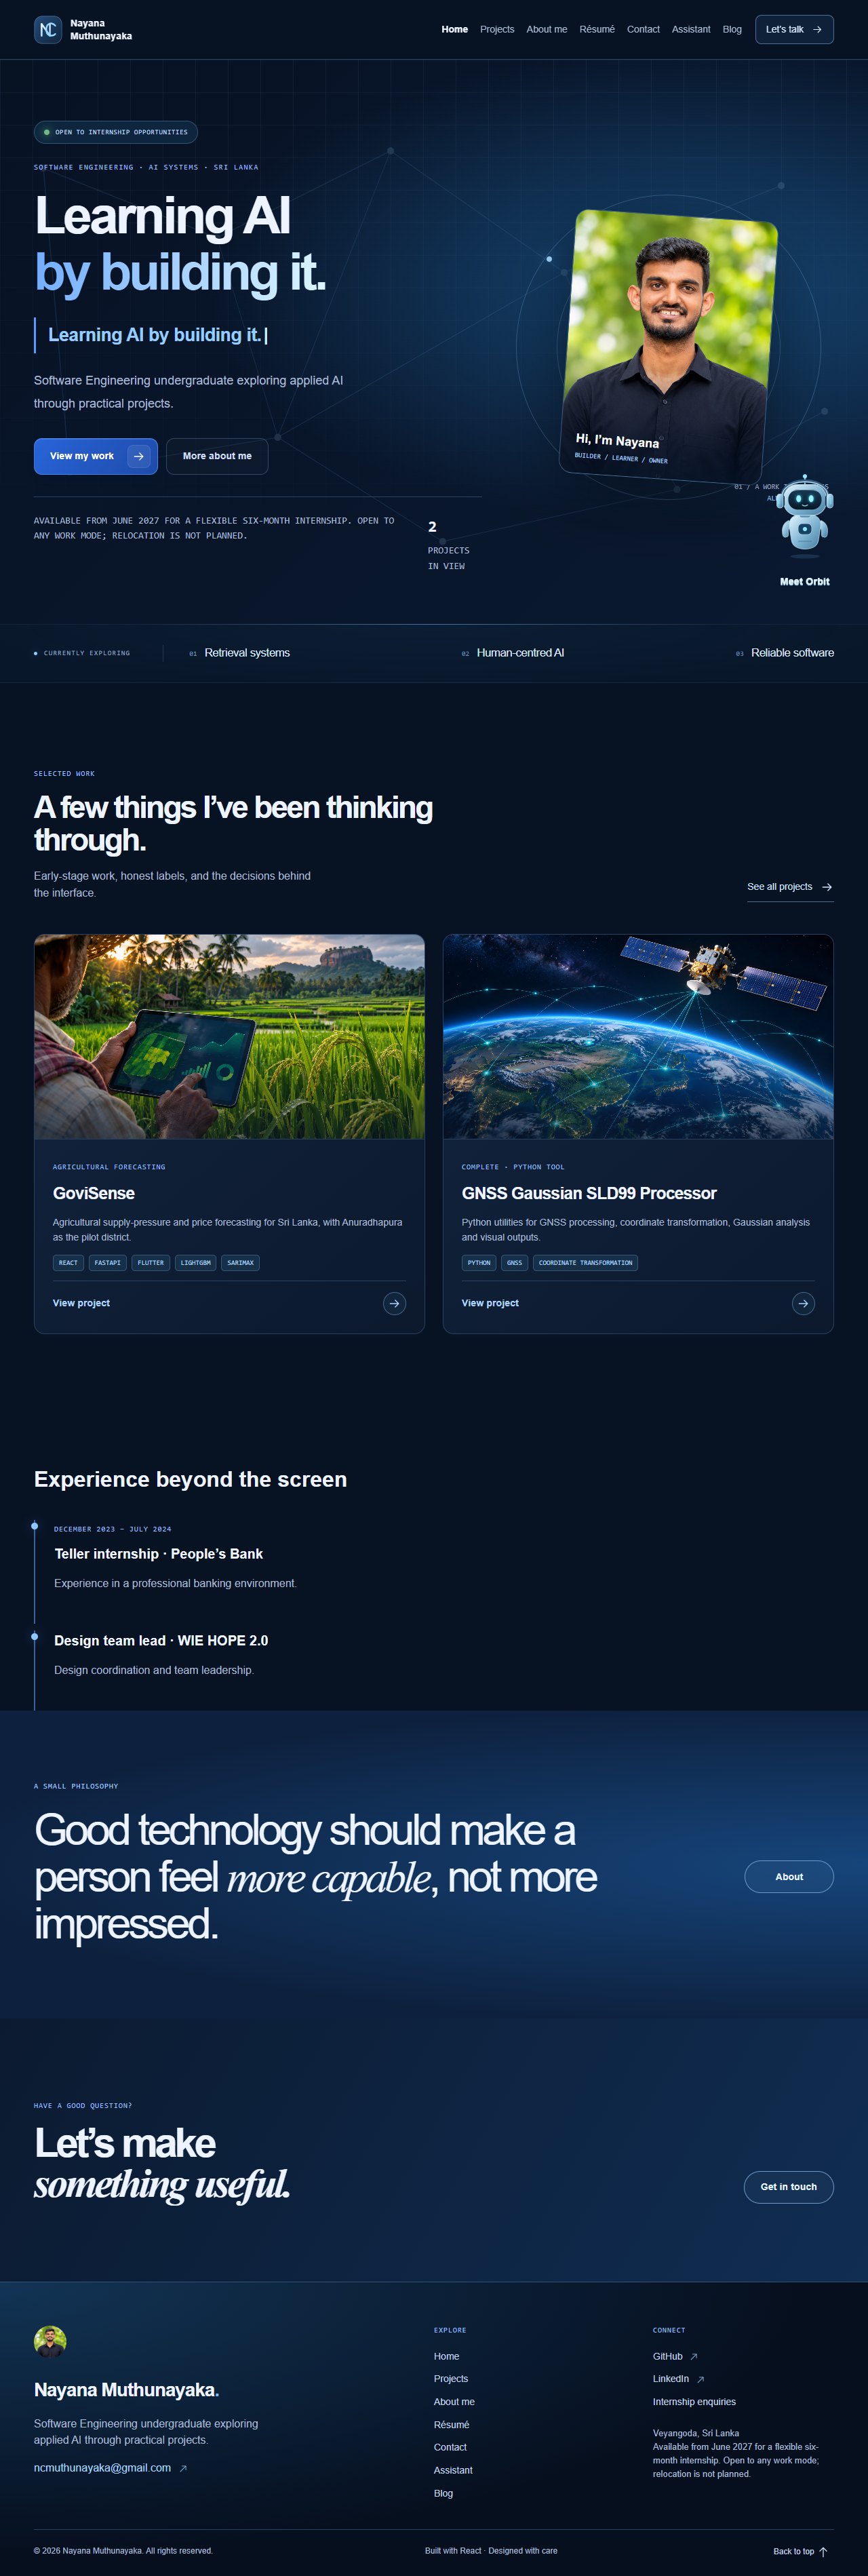 NC
Nayana
Muthunayaka
Home
Projects
About me
Résumé
Contact
Assistant
Blog
Let's talk
OPEN TO INTERNSHIP OPPORTUNITIES
SOFTWARE ENGINEERING · AI SYSTEMS · SRI LANKA
Learning AI
by building it.
Learning AI by building it.
Software Engineering undergraduate exploring applied AI
through practical projects.
View my work
More about me
Hi, I'm Nayana
BUILDER / LEARNER / OWNER
01 / A WORK
AL
Meet Orbit
AVAILABLE FROM JUNE 2027 FOR A FLEXIBLE SIX-MONTH INTERNSHIP. OPEN TO
ANY WORK MODE; RELOCATION IS NOT PLANNED.
2
PROJECTS
IN VIEW
CURRENTLY EXPLORING
01 Retrieval systems
02 Human-centred AI
03 Reliable software
SELECTED WORK
A few things I've been thinking
through.
Early-stage work, honest labels, and the decisions behind
the interface.
See all projects
AGRICULTURAL FORECASTING
GoviSense
Agricultural supply-pressure and price forecasting for Sri Lanka, with Anuradhapura
as the pilot district.
REACT
FASTAPI
FLUTTER
LIGHTGBM
SARIMAX
View project
COMPLETE · PYTHON TOOL
GNSS Gaussian SLD99 Processor
Python utilities for GNSS processing, coordinate transformation, Gaussian analysis
and visual outputs.
PYTHON
GNSS
COORDINATE TRANSFORMATION
View project
Experience beyond the screen
DECEMBER 2023 – JULY 2024
Teller internship · People's Bank
Experience in a professional banking environment.
Design team lead · WIE HOPE 2.0
Design coordination and team leadership.
A SMALL PHILOSOPHY
Good technology should make a
person feel more capable, not more
impressed.
About
HAVE A GOOD QUESTION?
Let's make
something useful.
Get in touch
Nayana Muthunayaka.
Software Engineering undergraduate exploring
applied AI through practical projects.
ncmuthunayaka@gmail.com
EXPLORE
Home
Projects
About me
Résumé
Contact
Assistant
Blog
CONNECT
GitHub
LinkedIn
Internship enquiries
Veyangoda, Sri Lanka
Available from June 2027 for a flexible six-
month internship. Open to any work mode;
relocation is not planned.
© 2026 Nayana Muthunayaka. All rights reserved.
Built with React · Designed with care
Back to top